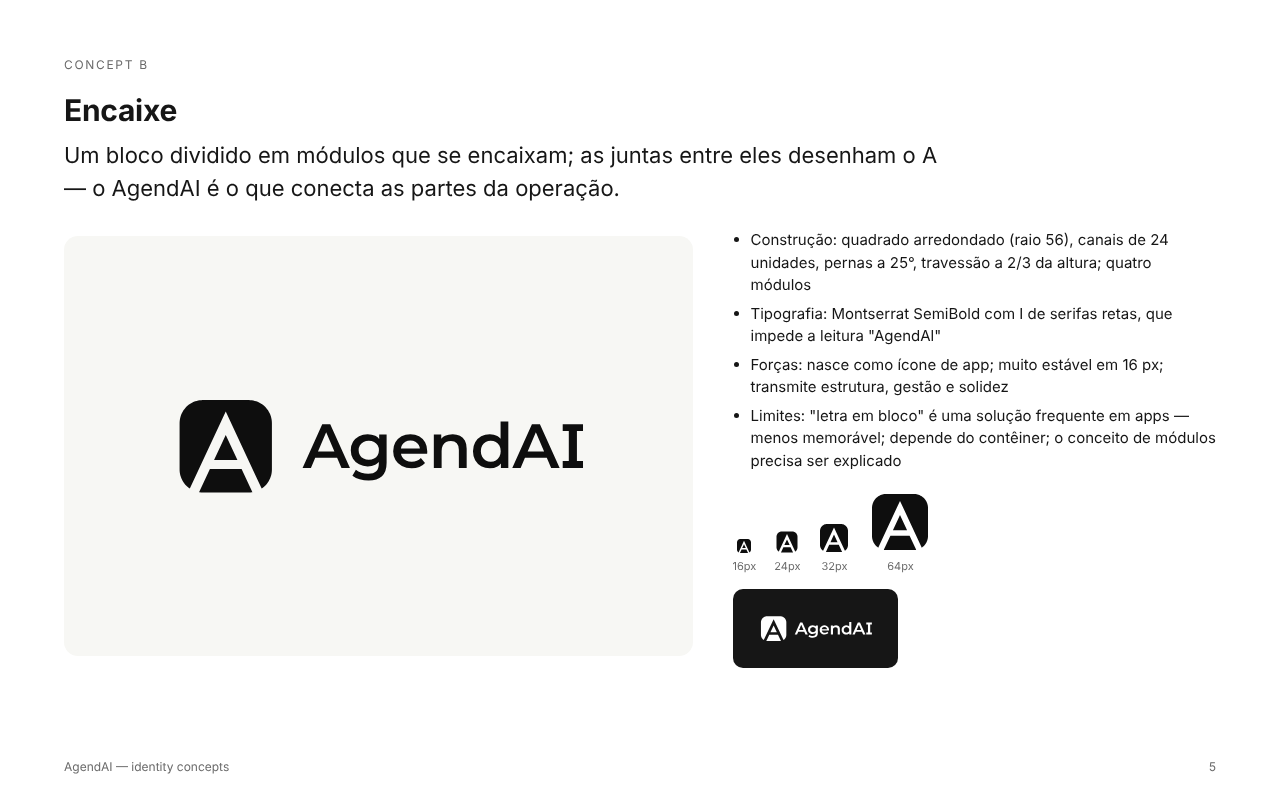 CONCEPT B
Encaixe
Um bloco dividido em módulos que se encaixam; as juntas entre eles desenham o A
— o AgendAI é o que conecta as partes da operação.
A AgendAI
• Construção: quadrado arredondado (raio 56), canais de 24
unidades, pernas a 25°, travessão a 2/3 da altura; quatro
módulos
• Tipografia: Montserrat SemiBold com I de serifas retas, que
impede a leitura "AgendAl"
• Forças: nasce como ícone de app; muito estável em 16 px;
transmite estrutura, gestão e solidez
• Limites: "letra em bloco" é uma solução frequente em apps —
menos memorável; depende do contêiner; o conceito de módulos
precisa ser explicado
A A A A
16px 24px 32px 64px
A AgendAI
AgendAI — identity concepts
5